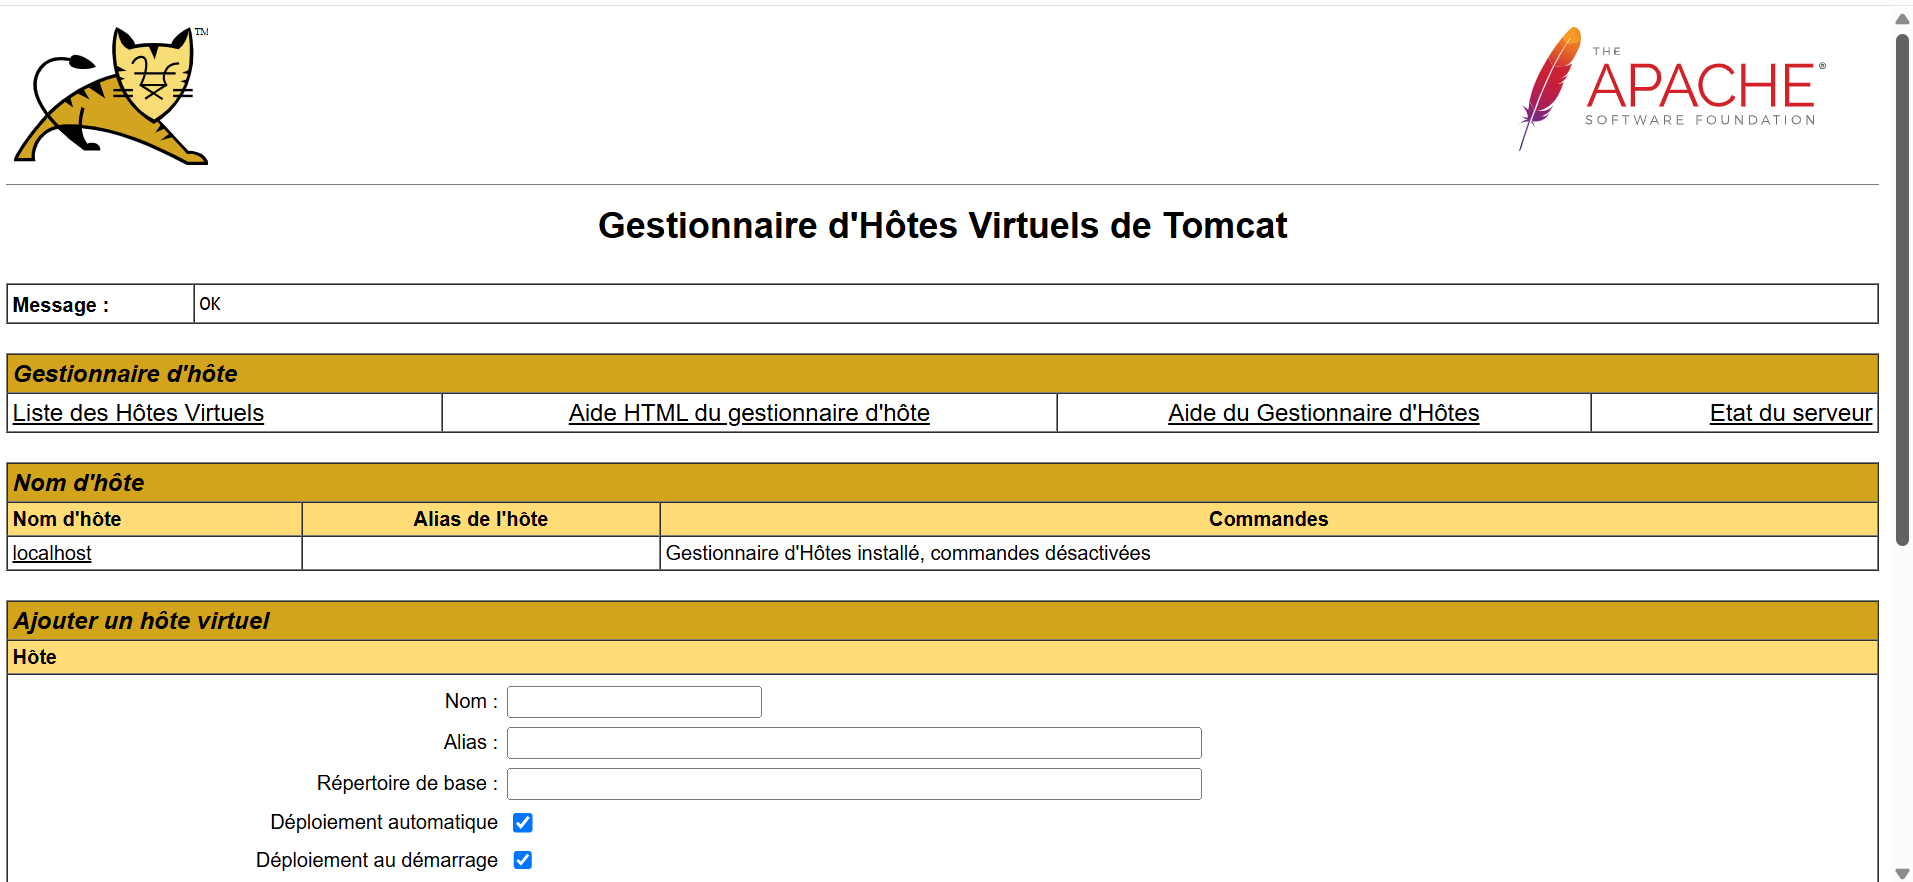 TM
THE
APACHE®
SOFTWARE FOUNDATION
Gestionnaire d'Hôtes Virtuels de Tomcat
Message : OK
Gestionnaire d'hôte
Liste des Hôtes Virtuels Aide HTML du gestionnaire d'hôte Aide du Gestionnaire d'Hôtes Etat du serveur
Nom d'hôte
Nom d'hôte Alias de l'hôte Commandes
localhost Gestionnaire d'Hôtes installé, commandes désactivées
Ajouter un hôte virtuel
Hôte
Nom :
Alias :
Répertoire de base :
Déploiement automatique
Déploiement au démarrage